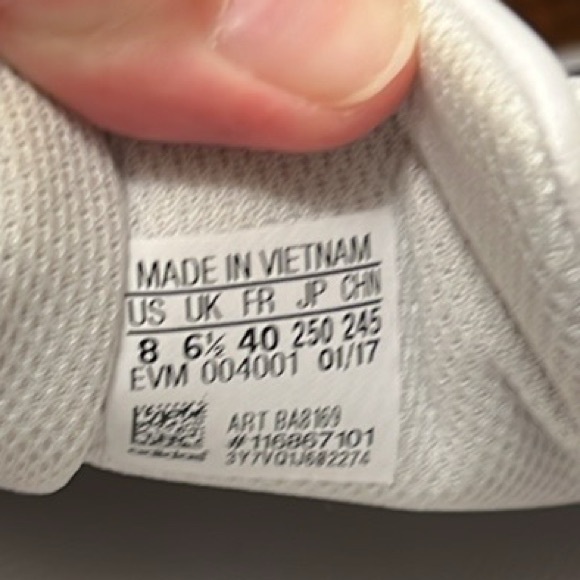 MADE IN VIETNAM
US UK FR JP CHN
8 6½ 40 250 245
EVM 004001 01/17
ART BA8169
#116867101
3Y7VQ1J682274